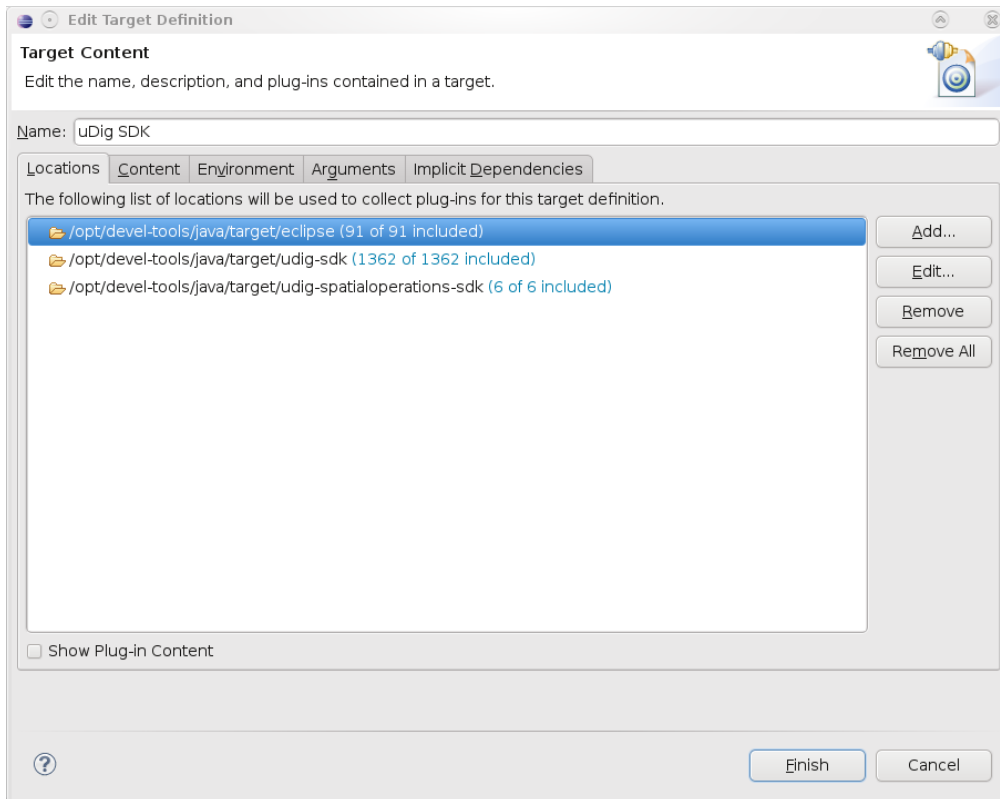 Edit Target Definition
Target Content
Edit the name, description, and plug-ins contained in a target.
Name: uDig SDK
Locations Content Environment Arguments Implicit Dependencies
The following list of locations will be used to collect plug-ins for this target definition.
/opt/devel-tools/java/target/eclipse (91 of 91 included) Add...
/opt/devel-tools/java/target/udig-sdk (1362 of 1362 included) Edit...
/opt/devel-tools/java/target/udig-spatialoperations-sdk (6 of 6 included)
Remove
Remove All
Show Plug-in Content
? Finish Cancel